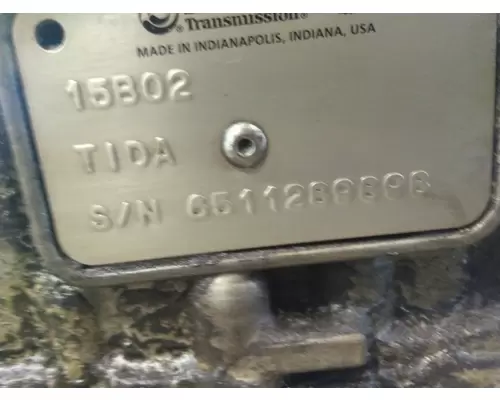 Transmission®
MADE IN INDIANAPOLIS, INDIANA, USA
15B02
TIDA
S/N